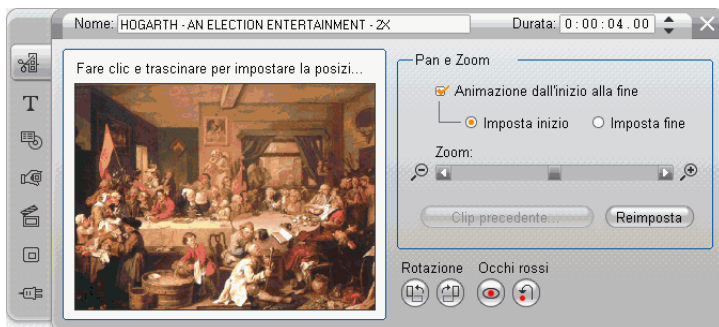 Nome: HOGARTH - AN ELECTION ENTERTAINMENT - 2X Durata: 0:00:04.00
Fare clic e trascinare per impostare la posizi...
Pan e Zoom
Animazione dall'inizio alla fine
Imposta inizio Imposta fine
Zoom:
Clip precedente... Reimposta
Rotazione Occhi rossi
T